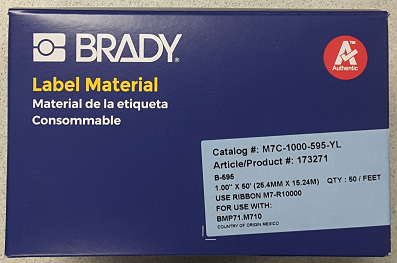 BRADY®
A™
Authentic
Label Material
Material de la etiqueta
Consommable
Catalog #: M7C-1000-595-YL
Article/Product #: 173271
B-595
1.00" X 50' (25.4MM X 15.24M) QTY : 50 / FEET
USE RIBBON M7-R10000
FOR USE WITH:
BMP71.M710
COUNTRY OF ORIGIN MEXICO